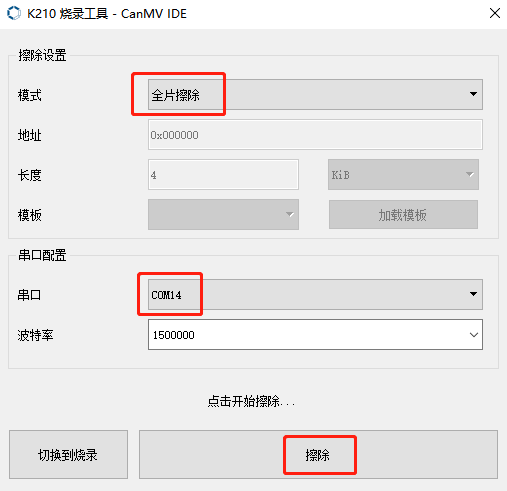 K210 烧录工具 - CanMV IDE
擦除设置
模式 全片擦除
地址 0x000000
长度 4 KiB
模板 加载模板
串口配置
串口 COM14
波特率 1500000
点击开始擦除...
切换到烧录 擦除